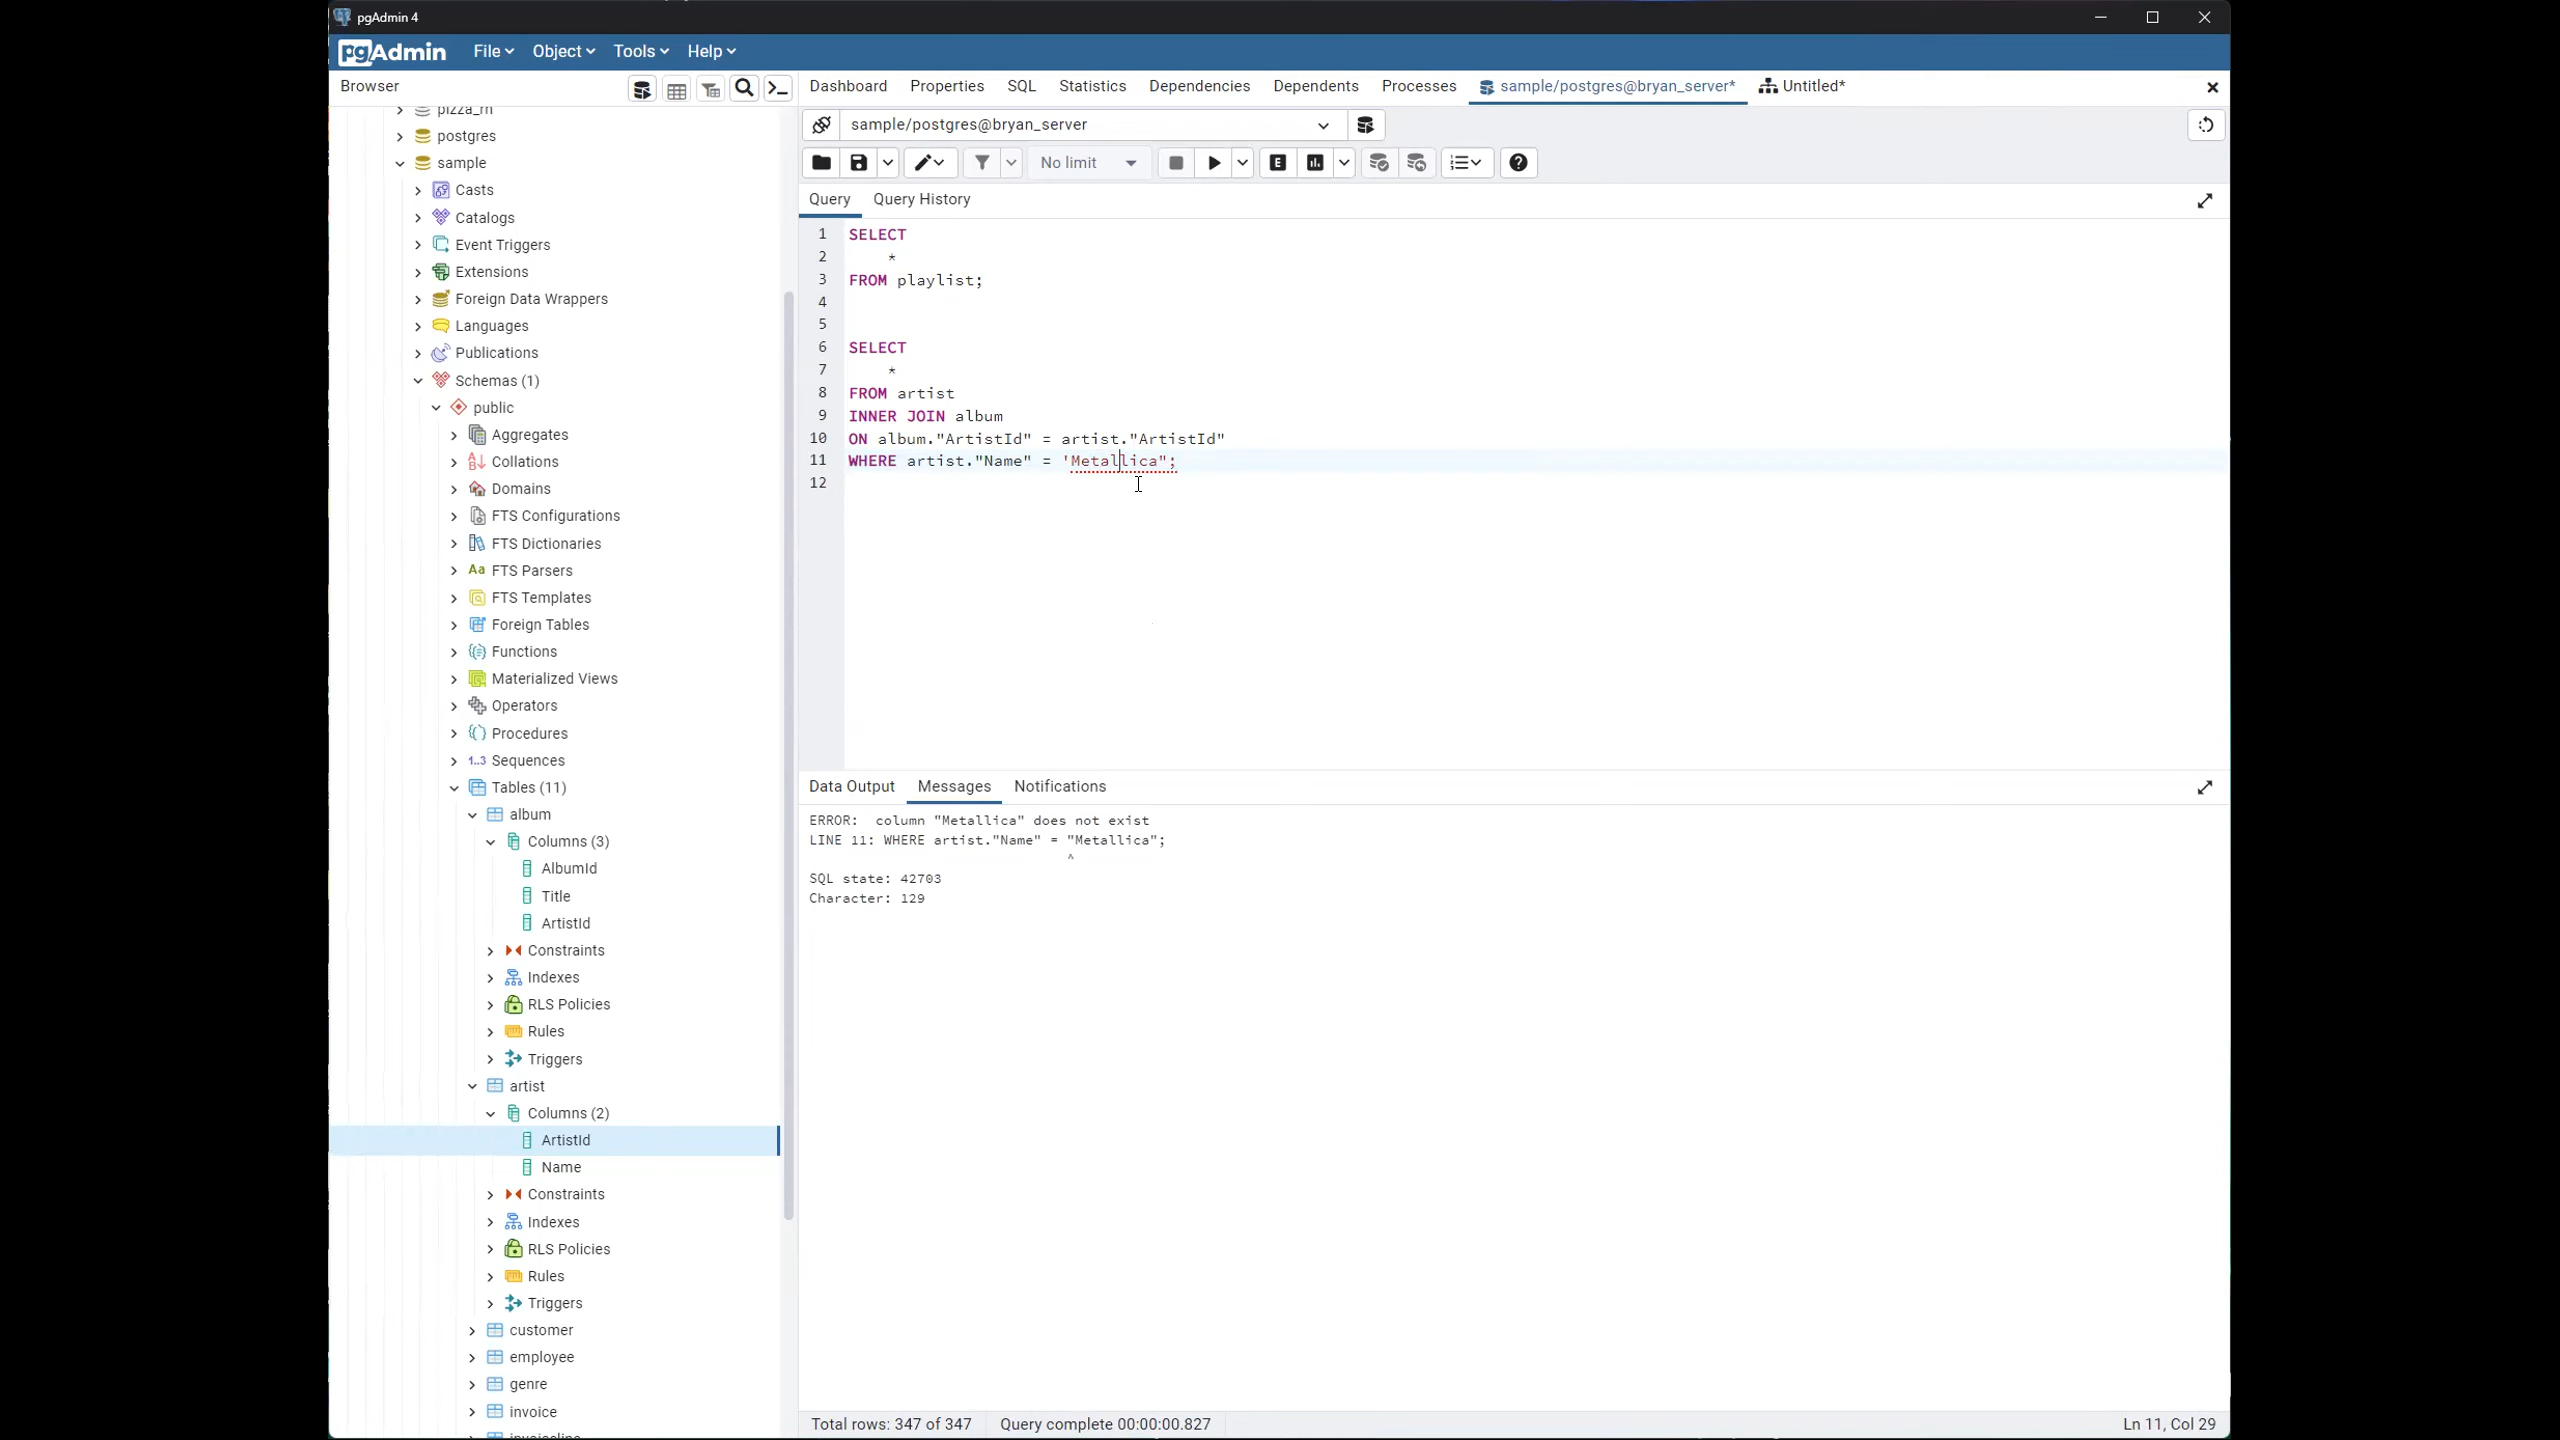 pgAdmin 4
pgAdmin File Object Tools Help
Browser
Dashboard Properties SQL Statistics Dependencies Dependents Processes sample/postgres@bryan_server* Untitled*
pizza_rn
postgres
sample
Casts
Catalogs
Event Triggers
Extensions
Foreign Data Wrappers
Languages
Publications
Schemas (1)
public
Aggregates
Collations
Domains
FTS Configurations
FTS Dictionaries
Aa FTS Parsers
FTS Templates
Foreign Tables
Functions
Materialized Views
Operators
Procedures
1..3 Sequences
Tables (11)
album
Columns (3)
AlbumId
Title
ArtistId
Constraints
Indexes
RLS Policies
Rules
Triggers
artist
Columns (2)
ArtistId
Name
Constraints
Indexes
RLS Policies
Rules
Triggers
customer
employee
genre
invoice
sample/postgres@bryan_server
No limit
E
Query Query History
1 SELECT
2 *
3 FROM playlist;
4
5
6 SELECT
7 *
8 FROM artist
9 INNER JOIN album
10 ON album."ArtistId" = artist."ArtistId"
11 WHERE artist."Name" = 'Metallica";
12
Data Output Messages Notifications
ERROR:  column "Metallica" does not exist
LINE 11: WHERE artist."Name" = "Metallica";
^
SQL state: 42703
Character: 129
Total rows: 347 of 347 Query complete 00:00:00.827 Ln 11, Col 29